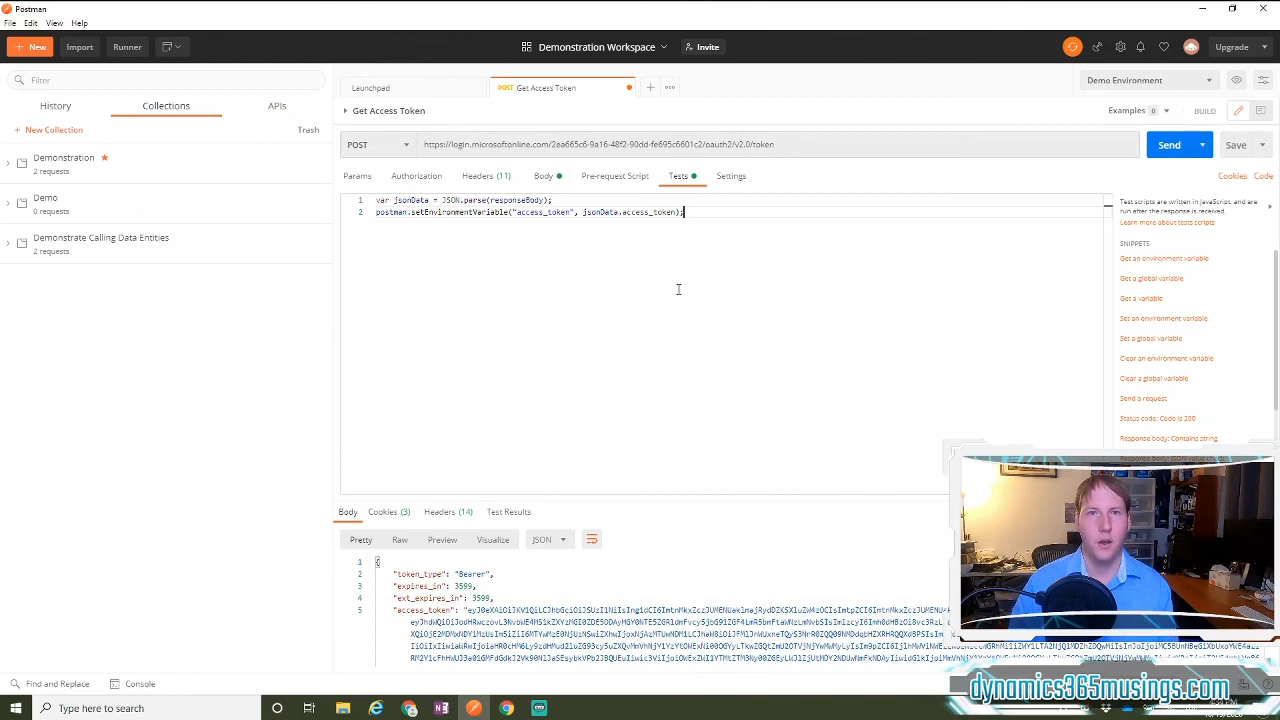 Postman
File Edit View Help
+ New Import Runner Demonstration Workspace Invite Upgrade
Filter
History Collections APIs
+ New Collection Trash
Demonstration
2 requests
Demo
0 requests
Demonstrate Calling Data Entities
2 requests
Launchpad POST Get Access Token Demo Environment
Get Access Token Examples 0 BUILD
POST https://login.microsoftonline.com/2ea665c6-9a16-48f2-90dd-fe695c6601c2/oauth2/v2.0/token Send Save
Params Authorization Headers (11) Body Pre-request Script Tests Settings Cookies Code
1 var jsonData = JSON.parse(responseBody);
2 postman.setEnvironmentVariable("access_token", jsonData.access_token);
Test scripts are written in JavaScript, and are
run after the response is received.
Learn more about tests scripts
SNIPPETS
Get an environment variable
Get a global variable
Get a variable
Set an environment variable
Set a global variable
Clear an environment variable
Clear a global variable
Send a request
Status code: Code is 200
Response body: Contains string
Body Cookies (3) Headers (14) Test Results
Pretty Raw Preview Visualize JSON
1 {
2 "token_type": "Bearer",
3 "expires_in": 3599,
4 "ext_expires_in": 3599,
5 "access_token":
Find and Replace Console
dynamics365musings.com
Type here to search